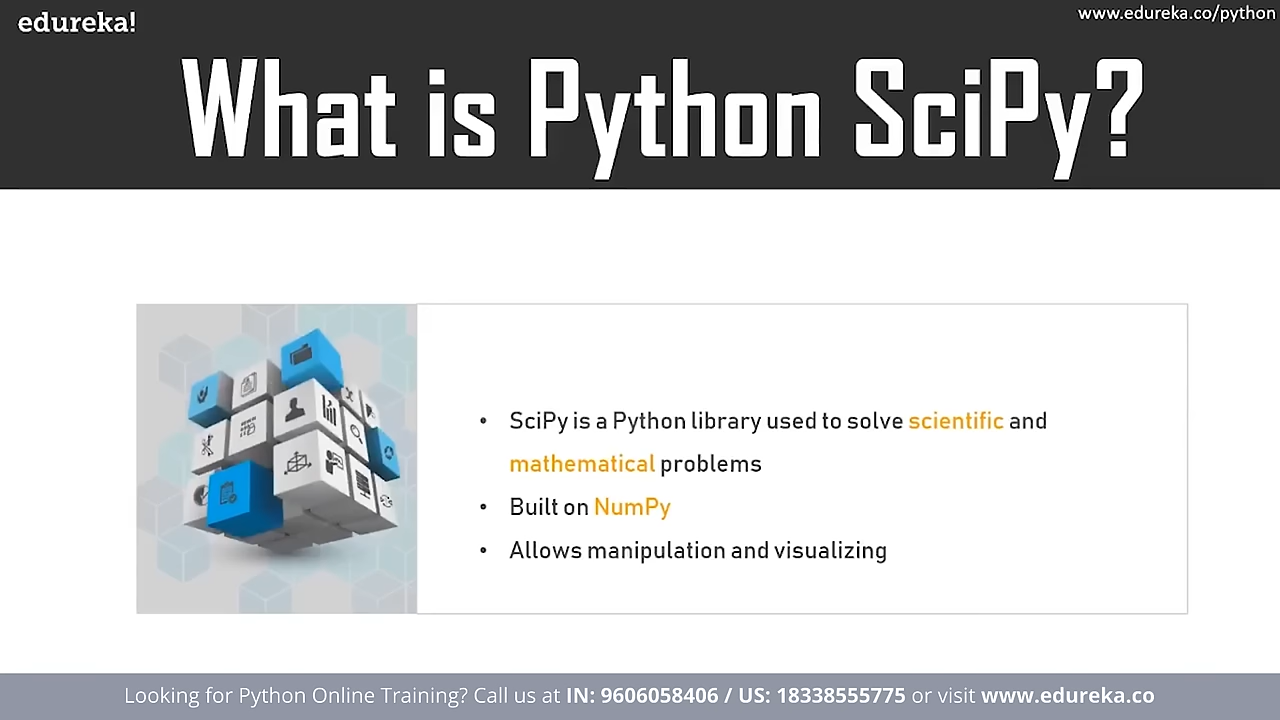 edureka!
www.edureka.co/python
What is Python SciPy?
• SciPy is a Python library used to solve scientific and
mathematical problems
• Built on NumPy
• Allows manipulation and visualizing
Looking for Python Online Training? Call us at IN: 9606058406 / US: 18338555775 or visit www.edureka.co